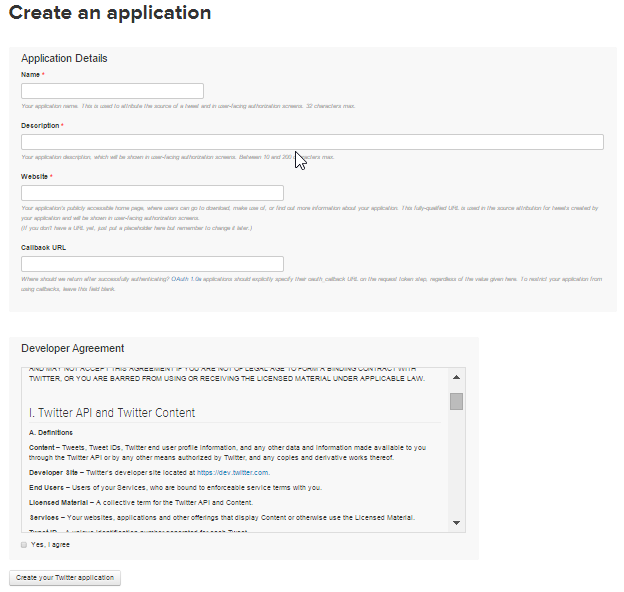 Create an application
Application Details
Name *
Your application name. This is used to attribute the source of a tweet and in user-facing authorization screens. 32 characters max.
Description *
Your application description, which will be shown in user-facing authorization screens. Between 10 and 200 characters max.
Website *
Your application's publicly accessible home page, where users can go to download, make use of, or find out more information about your application. This fully-qualified URL is used in the source attribution for tweets created by
your application and will be shown in user-facing authorization screens.
(If you don't have a URL yet, just put a placeholder here but remember to change it later.)
Callback URL
Where should we return after successfully authenticating? OAuth 1.0a applications should explicitly specify their oauth_callback URL on the request token step, regardless of the value given here. To restrict your application from
using callbacks, leave this field blank.
Developer Agreement
AND MAY NOT ACCEPT THIS AGREEMENT IF YOU ARE NOT OF LEGAL AGE TO FORM A BINDING CONTRACT WITH
TWITTER, OR YOU ARE BARRED FROM USING OR RECEIVING THE LICENSED MATERIAL UNDER APPLICABLE LAW.
I. Twitter API and Twitter Content
A. Definitions
Content – Tweets, Tweet IDs, Twitter end user profile information, and any other data and information made available to you
through the Twitter API or by any other means authorized by Twitter, and any copies and derivative works thereof.
Developer Site – Twitter's developer site located at https://dev.twitter.com.
End Users – Users of your Services, who are bound to enforceable service terms with you.
Licensed Material – A collective term for the Twitter API and Content.
Services – Your websites, applications and other offerings that display Content or otherwise use the Licensed Material.
Tweet ID – A unique identification number generated for each Tweet.
Yes, I agree
Create your Twitter application